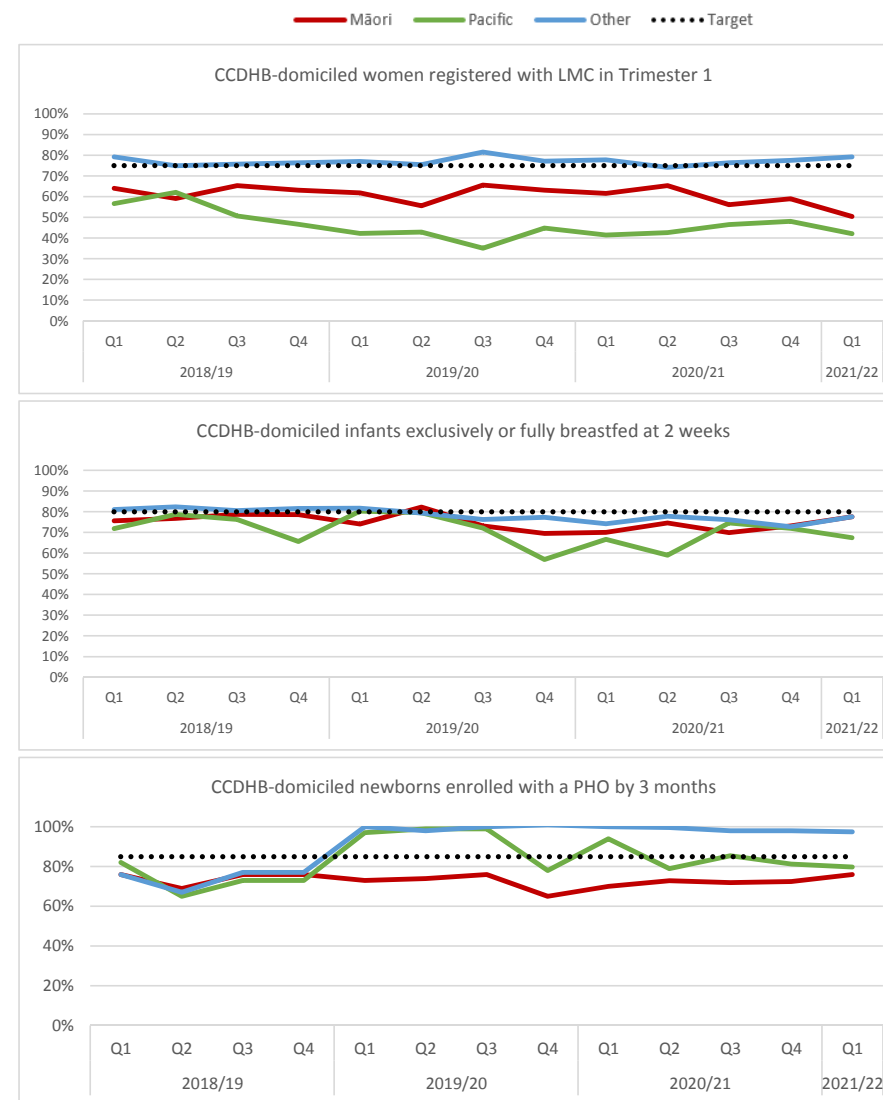 Māori Pacific Other Target
CCDHB-domiciled women registered with LMC in Trimester 1
100%
90%
80%
70%
60%
50%
40%
30%
20%
10%
0%
Q1 Q2 Q3 Q4 Q1 Q2 Q3 Q4 Q1 Q2 Q3 Q4 Q1
2018/19 2019/20 2020/21 2021/22
CCDHB-domiciled infants exclusively or fully breastfed at 2 weeks
100%
90%
80%
70%
60%
50%
40%
30%
20%
10%
0%
Q1 Q2 Q3 Q4 Q1 Q2 Q3 Q4 Q1 Q2 Q3 Q4 Q1
2018/19 2019/20 2020/21 2021/22
CCDHB-domiciled newborns enrolled with a PHO by 3 months
100%
80%
60%
40%
20%
0%
Q1 Q2 Q3 Q4 Q1 Q2 Q3 Q4 Q1 Q2 Q3 Q4 Q1
2018/19 2019/20 2020/21 2021/22